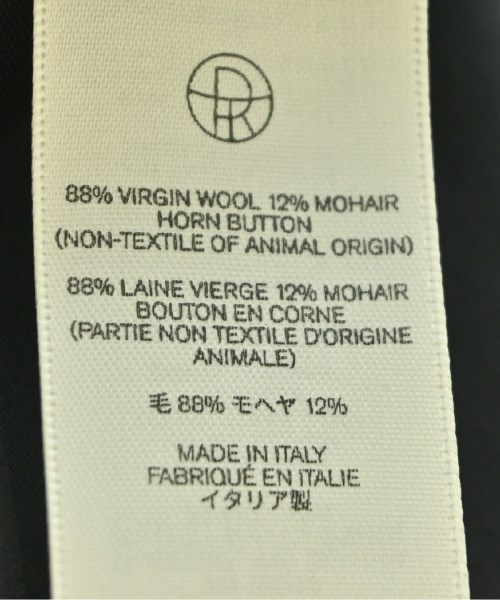 DR
88% VIRGIN WOOL 12% MOHAIR
HORN BUTTON
(NON-TEXTILE OF ANIMAL ORIGIN)
88% LAINE VIERGE 12% MOHAIR
BOUTON EN CORNE
(PARTIE NON TEXTILE D'ORIGINE
ANIMALE)
毛 88% モヘヤ 12%
MADE IN ITALY
FABRIQUÉ EN ITALIE
イタリア製